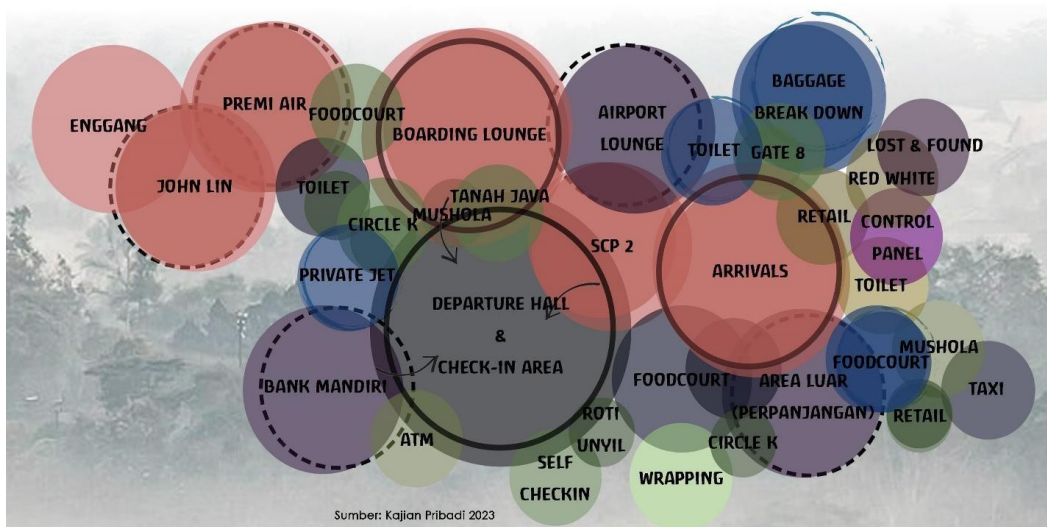 ENGGANG
PREMI AIR
JOHN LIN
FOODCOURT
TOILET
CIRCLE K
PRIVATE JET
BOARDING LOUNGE
TANAH JAVA
MUSHOLA
AIRPORT
LOUNGE
TOILET
BAGGAGE
BREAK DOWN
GATE 8
LOST & FOUND
RED WHITE
RETAIL
CONTROL
PANEL
TOILET
SCP 2
ARRIVALS
DEPARTURE HALL
&
CHECK-IN AREA
BANK MANDIRI
ATM
ROTI
UNYIL
SELF
CHECKIN
FOODCOURT
AREA LUAR
(PERPANJANGAN)
CIRCLE K
WRAPPING
FOODCOURT
MUSHOLA
RETAIL
TAXI
Sumber: Kajian Pribadi 2023